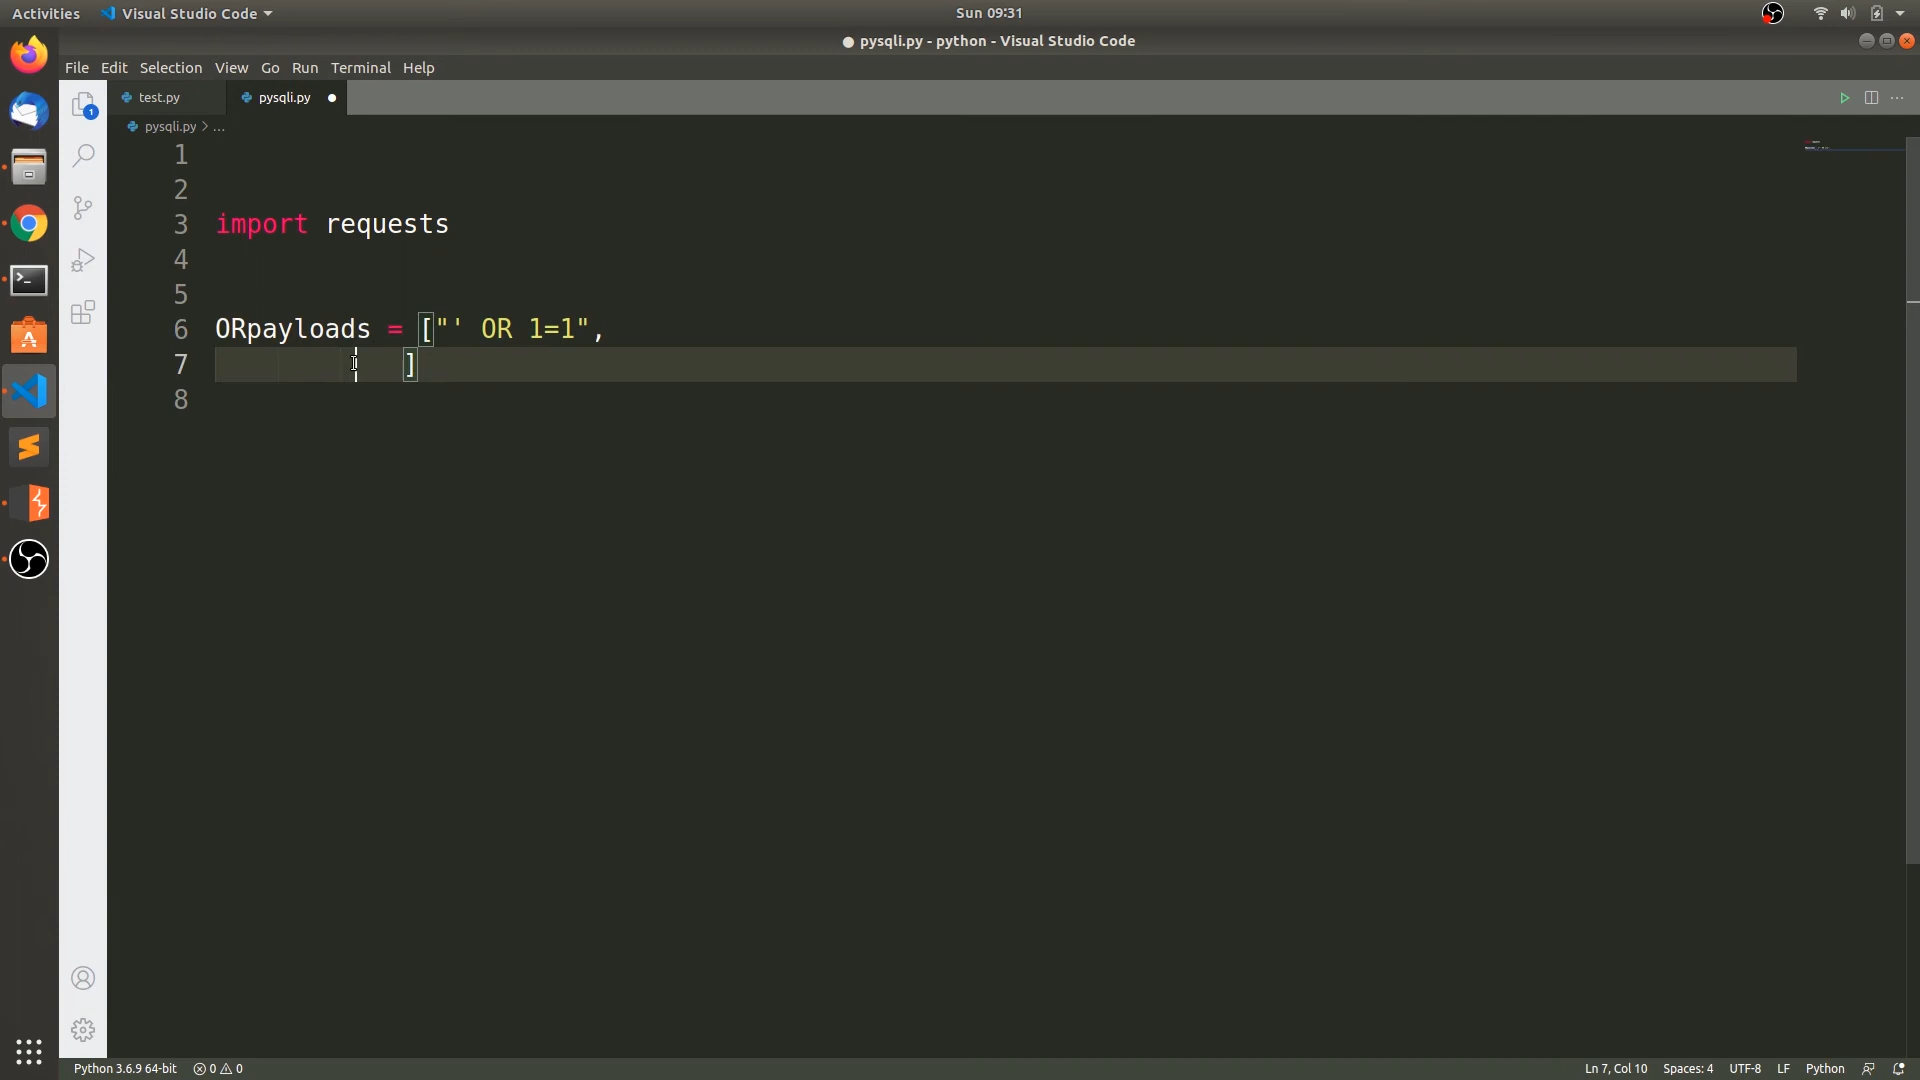 Activities Visual Studio Code Sun 09:31
● pysqli.py - python - Visual Studio Code
File Edit Selection View Go Run Terminal Help
1 test.py pysqli.py ●
pysqli.py > ...
1
2
3 import requests
4
5
6 ORpayloads = ["' OR 1=1",
7 ]
8
Python 3.6.9 64-bit 0 0 Ln 7, Col 10 Spaces: 4 UTF-8 LF Python